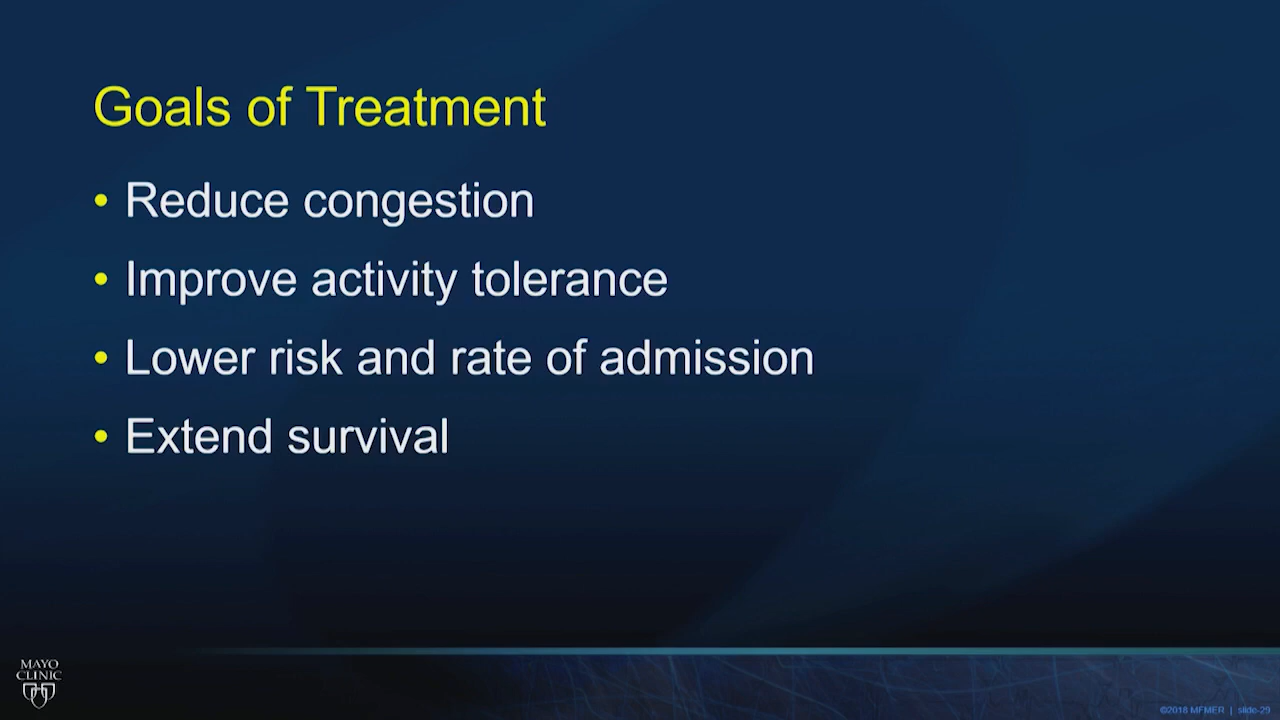 Goals of Treatment
• Reduce congestion
• Improve activity tolerance
• Lower risk and rate of admission
• Extend survival
MAYO
CLINIC
©2018 MFMER | slide-29